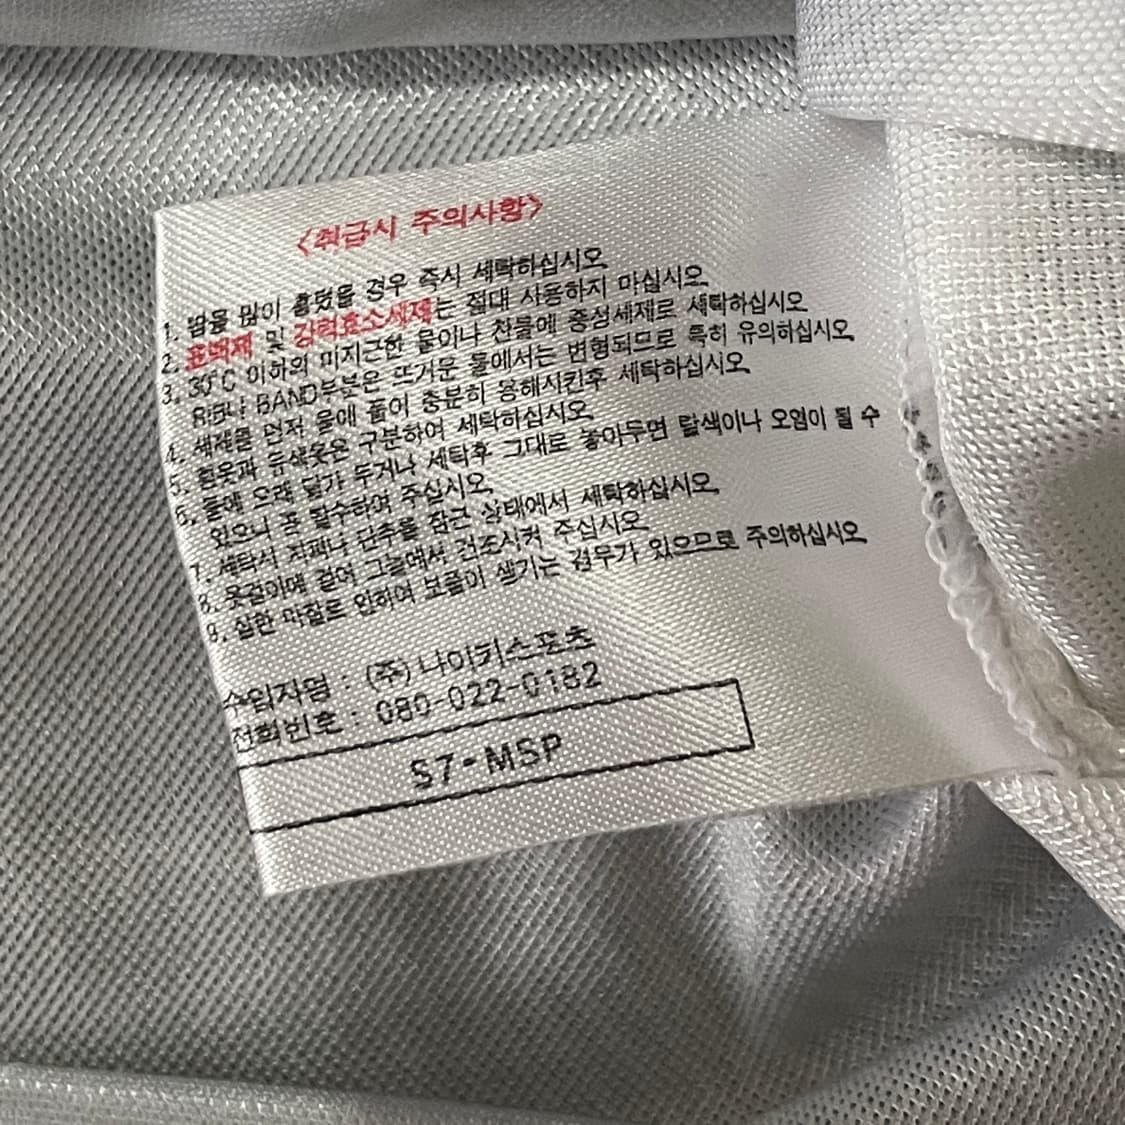 <취급시 주의사항>
1. 땀을 많이 흘렸을 경우 즉시 세탁하십시오.
2. 표백제 및 강력효소세제는 절대 사용하지 마십시오.
3. 30°C 이하의 미지근한 물이나 찬물에 중성세제로 세탁하십시오
RIB나 BAND부분은 뜨거운 물에서는 변형되므로 특히 유의하십시오.
4. 세제를 먼저 물에 풀어 충분히 용해시킨후 세탁하십시오.
5. 흰옷과 유색옷은 구분하여 세탁하십시오.
6. 물에 오래 담가 두거나 세탁후 그대로 놓아두면 탈색이나 오염이 될 수
있으니 꼭 탈수하여 주십시오.
7. 세탁시 지퍼나 단추를 잠근 상태에서 세탁하십시오.
8. 옷걸이에 걸어 그늘에서 건조시켜 주십시오.
9. 심한 마찰로 인하여 보풀이 생기는 경우가 있으므로 주의하십시오.
수입자명 : (주) 나이키스포츠
전화번호 : 080-022-0182
S7-MSP